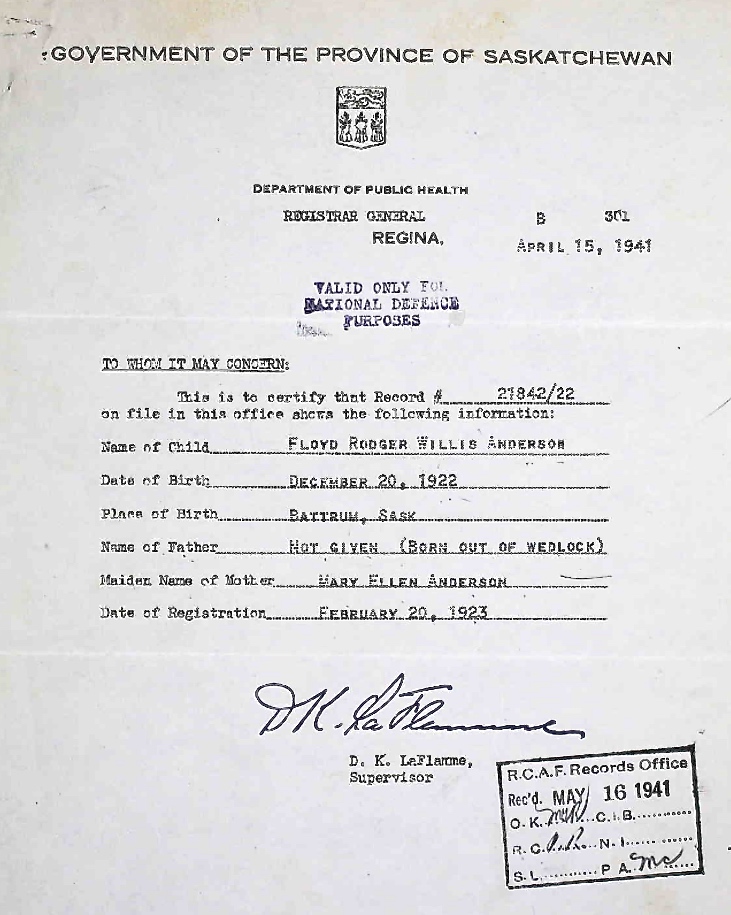 GOVERNMENT OF THE PROVINCE OF SASKATCHEWAN
DEPARTMENT OF PUBLIC HEALTH
REGISTRAR GENERAL B 301
REGINA,
APRIL 15, 1941
VALID ONLY FOR
NATIONAL DEFENCE
PURPOSES
TO WHOM IT MAY CONCERN:
This is to certify that Record # 21842/22
on file in this office shows the following information:
Name of Child FLOYD RODGER WILLIS ANDERSON
Date of Birth DECEMBER 20, 1922
Place of Birth BATTRUM, SASK
Name of Father NOT GIVEN (BORN OUT OF WEDLOCK)
Maiden Name of Mother MARY ELLEN ANDERSON
Date of Registration FEBRUARY 20, 1923
D K. LaFlamme
D. K. LaFlamme,
Supervisor
R.C.A.F. Records Office
Rec'd. MAY 16 1941
O.K. C.I.B.
R.C. N.I.
S.L. P.A. Mc